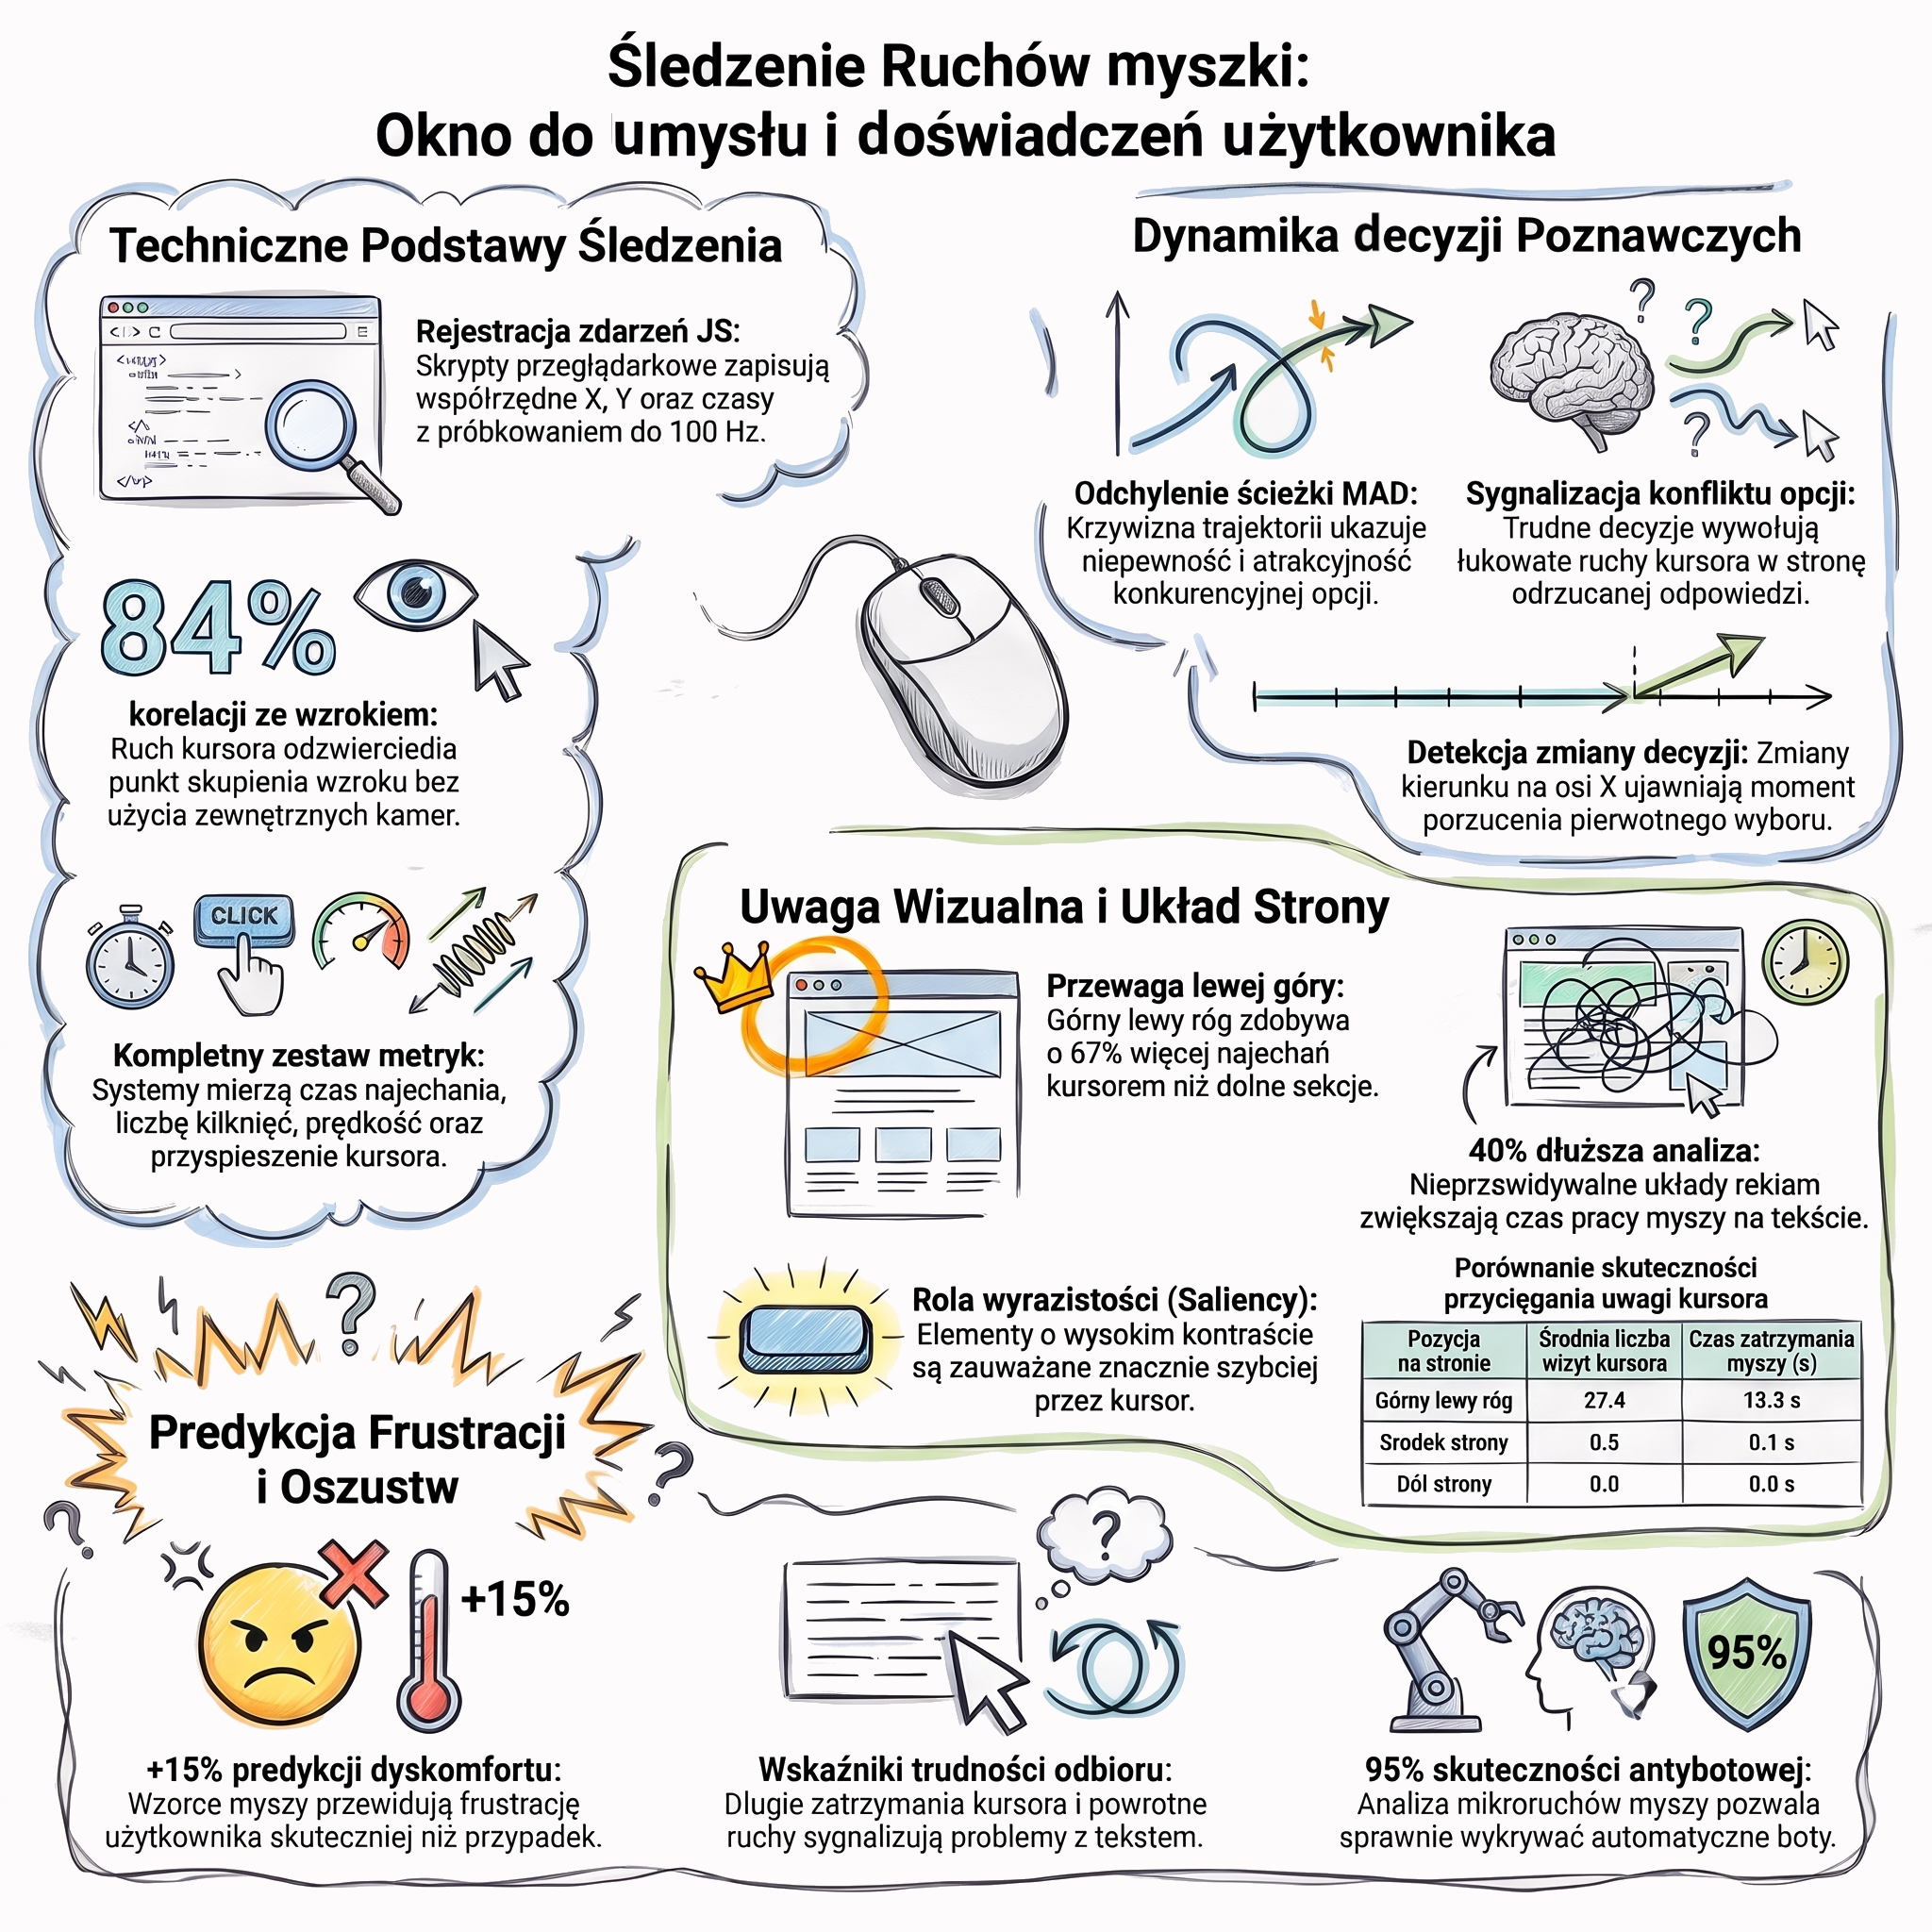 Śledzenie Ruchów myszki:
Okno do umysłu i doświadczeń użytkownika
Techniczne Podstawy Śledzenia
Rejestracja zdarzeń JS:
Skrypty przegłądarkowe zapisują
współrzędne X, Y oraz czasy
z próbkowaniem do 100 Hz.
84%
korelacji ze wzrokiem:
Ruch kursora odzwierciedia
punkt skupienia wzroku bez
użycia zewnętrznych kamer.
CLICK
Kompletny zestaw metryk:
Systemy mierzą czas najechania,
liczbę kilknięć, prędkość oraz
przyspieszenie kursora.
Dynamika decyzji Poznawczych
? ?
?
Odchylenie ścieżki MAD:
Krzywizna trajektorii ukazuje
niepewność i atrakcyjność
konkurencyjnej opcji.
Sygnalizacja konfliktu opcji:
Trudne decyzje wywołują
łukowate ruchy kursora w stronę
odrzucanej odpowiedzi.
Detekcja zmiany decyzji: Zmiany
kierunku na osi X ujawniają moment
porzucenia pierwotnego wyboru.
Uwaga Wizualna i Układ Strony
Przewaga lewej góry:
Górny lewy róg zdobywa
o 67% więcej najechań
kursorem niż dolne sekcje.
40% dłuższa analiza:
Nieprzswidywalne układy rekiam
zwiększają czas pracy myszy na tekście.
Rola wyrazistości (Saliency):
Elementy o wysokim kontraście
są zauważane znacznie szybciej
przez kursor.
Porównanie skuteczności
przycięgania uwagi kursora
Pozycja na stronie Środnia liczba wizyt kursora Czas zatrzymania myszy (s)
Górny lewy róg 27.4 13.3 s
Srodek strony 0.5 0.1 s
Dól strony 0.0 0.0 s
?
Predykcja Frustracji
i Oszustw
? ?
+15%
+15% predykcji dyskomfortu:
Wzorce myszy przewidują frustrację
użytkownika skuteczniej niż przypadek.
?
Wskaźniki trudności odbioru:
Dlugie zatrzymania kursora i powrotne
ruchy sygnalizują problemy z tekstem.
95%
95% skuteczności antybotowej:
Analiza mikroruchów myszy pozwala
sprawnie wykrywać automatyczne boty.